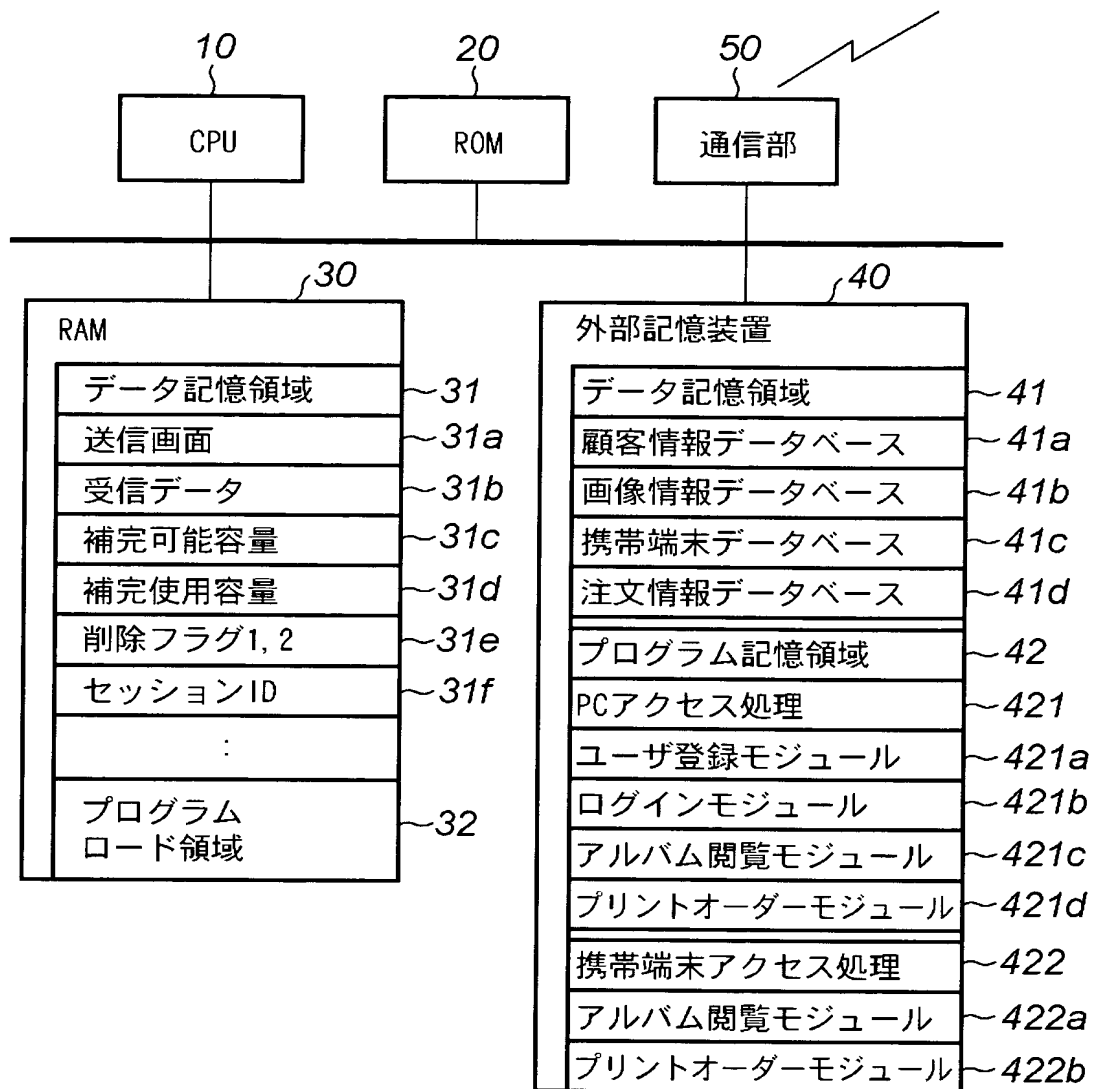 10
20
50
CPU
ROM
通信部
30
40
RAM
データ記憶領域
31
送信画面
31a
受信データ
31b
補完可能容量
31c
補完使用容量
31d
削除フラグ1, 2
31e
セッションID
31f
:
プログラム
ロード領域
32
外部記憶装置
データ記憶領域
41
顧客情報データベース
41a
画像情報データベース
41b
携帯端末データベース
41c
注文情報データベース
41d
プログラム記憶領域
42
PCアクセス処理
421
ユーザ登録モジュール
421a
ログインモジュール
421b
アルバム閲覧モジュール
421c
プリントオーダーモジュール
421d
携帯端末アクセス処理
422
アルバム閲覧モジュール
422a
プリントオーダーモジュール
422b